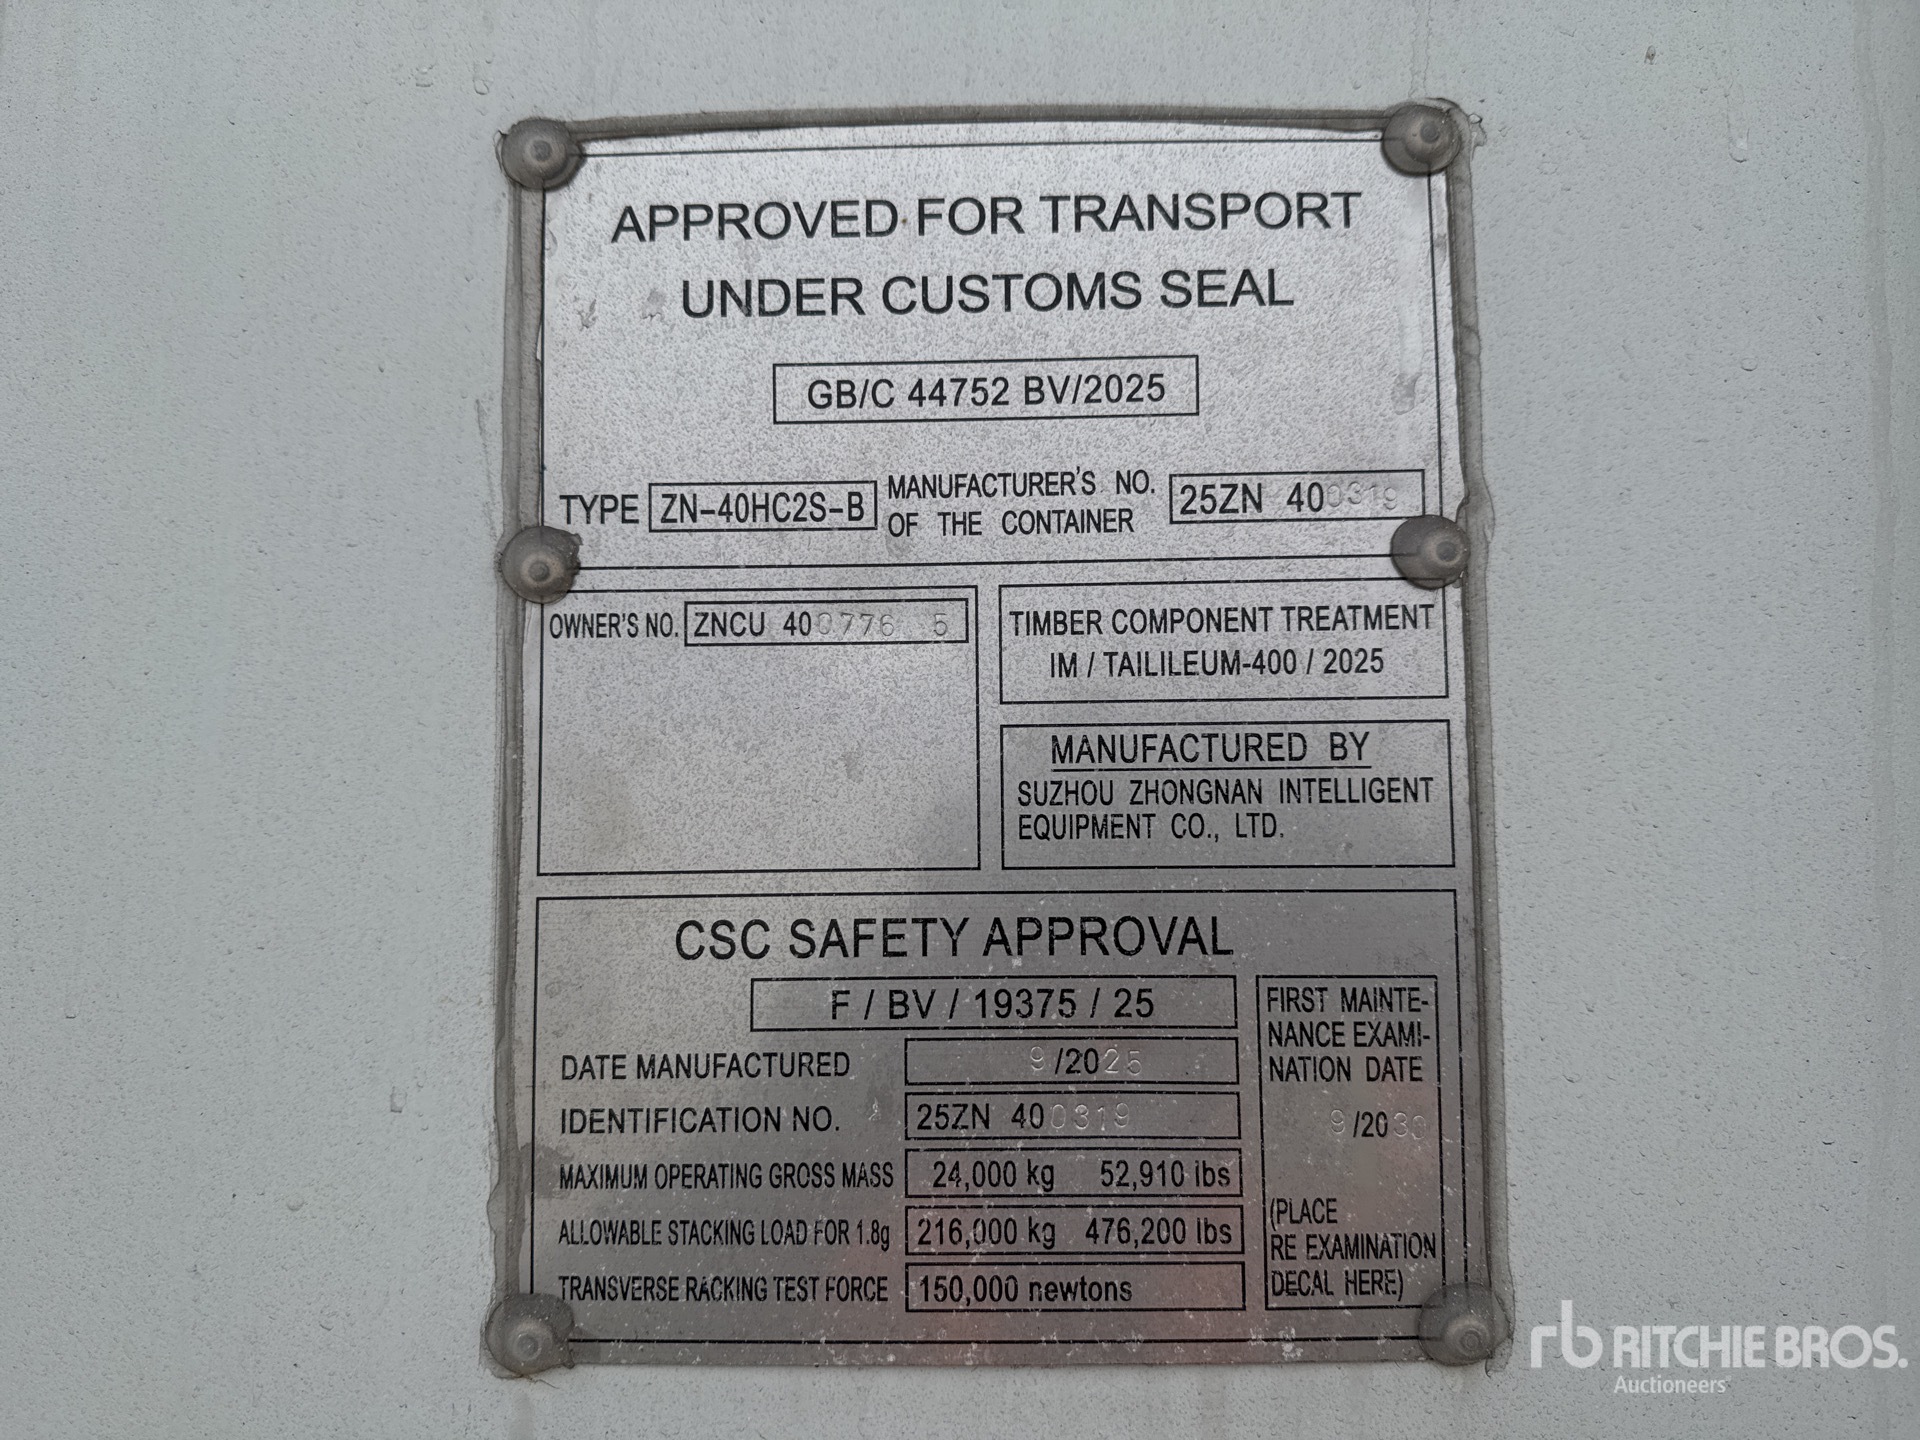 APPROVED FOR TRANSPORT
UNDER CUSTOMS SEAL
GB/C 44752 BV/2025
TYPE ZN-40HC2S-B MANUFACTURER'S NO. OF THE CONTAINER 25ZN 400319
OWNER'S NO. ZNCU 400776 5
TIMBER COMPONENT TREATMENT
IM / TAILILEUM-400 / 2025
MANUFACTURED BY
SUZHOU ZHONGNAN INTELLIGENT
EQUIPMENT CO., LTD.
CSC SAFETY APPROVAL
F / BV / 19375 / 25
DATE MANUFACTURED 9/2025
IDENTIFICATION NO. 25ZN 400319
MAXIMUM OPERATING GROSS MASS 24,000 kg 52,910 lbs
ALLOWABLE STACKING LOAD FOR 1.8g 216,000 kg 476,200 lbs
TRANSVERSE RACKING TEST FORCE 150,000 newtons
FIRST MAINTE-
NANCE EXAMI-
NATION DATE
9/2030
(PLACE
RE EXAMINATION
DECAL HERE)
rb RITCHIE BROS.
Auctioneers